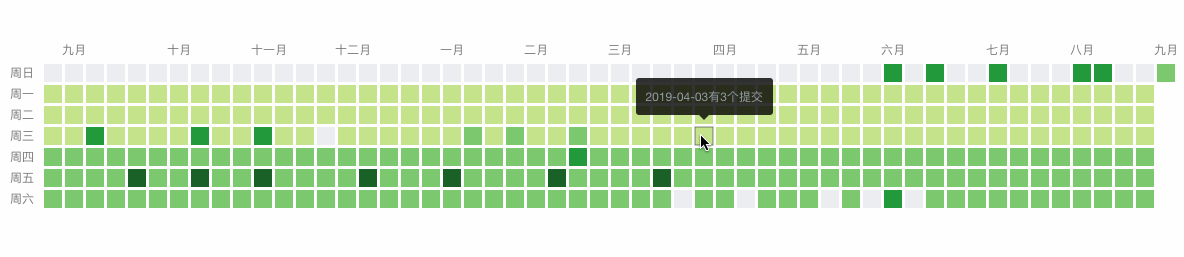 九月 十月 十一月 十二月 一月 二月 三月 四月 五月 六月 七月 八月 九月
周日
周一
2019-04-03有3个提交
周二
周三
周四
周五
周六